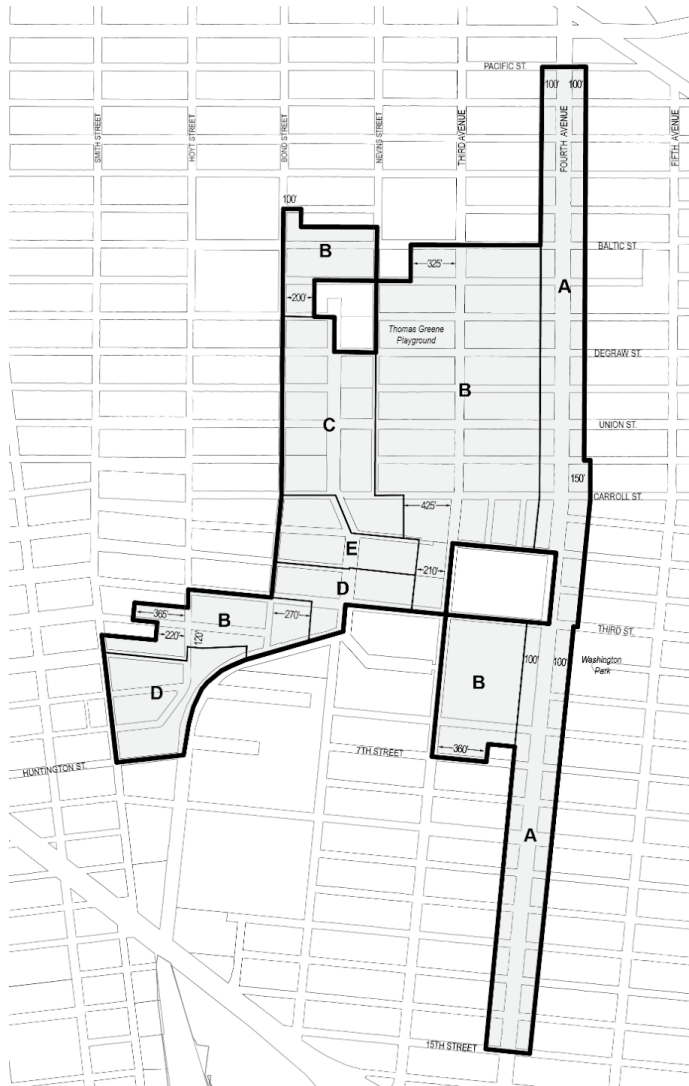 PACIFIC ST.
100'
100'
SMITH STREET
HOYT STREET
BOND STREET
NEVINS STREET
THIRD AVENUE
FOURTH AVENUE
FIFTH AVENUE
100'
B
325'
BALTIC ST.
A
200'
Thomas Greene
Playground
DEGRAW ST.
B
C
UNION ST.
150'
CARROLL ST.
425'
E
210'
D
365'
B
270'
220'
120'
THIRD ST.
100'
100'
Washington
Park
D
B
360'
7TH STREET
HUNTINGTON ST.
A
15TH STREET